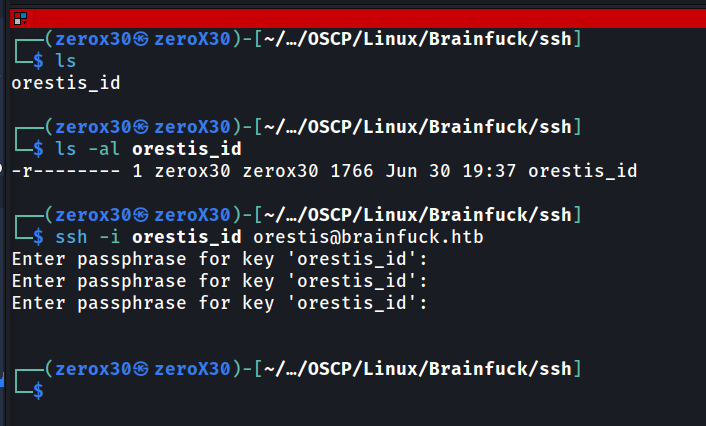 ┌──(zerox30㉿zeroX30)-[~/…/OSCP/Linux/Brainfuck/ssh]
└─$ ls
orestis_id
┌──(zerox30㉿zeroX30)-[~/…/OSCP/Linux/Brainfuck/ssh]
└─$ ls -al orestis_id
-r-------- 1 zerox30 zerox30 1766 Jun 30 19:37 orestis_id
┌──(zerox30㉿zeroX30)-[~/…/OSCP/Linux/Brainfuck/ssh]
└─$ ssh -i orestis_id orestis@brainfuck.htb
Enter passphrase for key 'orestis_id':
Enter passphrase for key 'orestis_id':
Enter passphrase for key 'orestis_id':
┌──(zerox30㉿zeroX30)-[~/…/OSCP/Linux/Brainfuck/ssh]
└─$